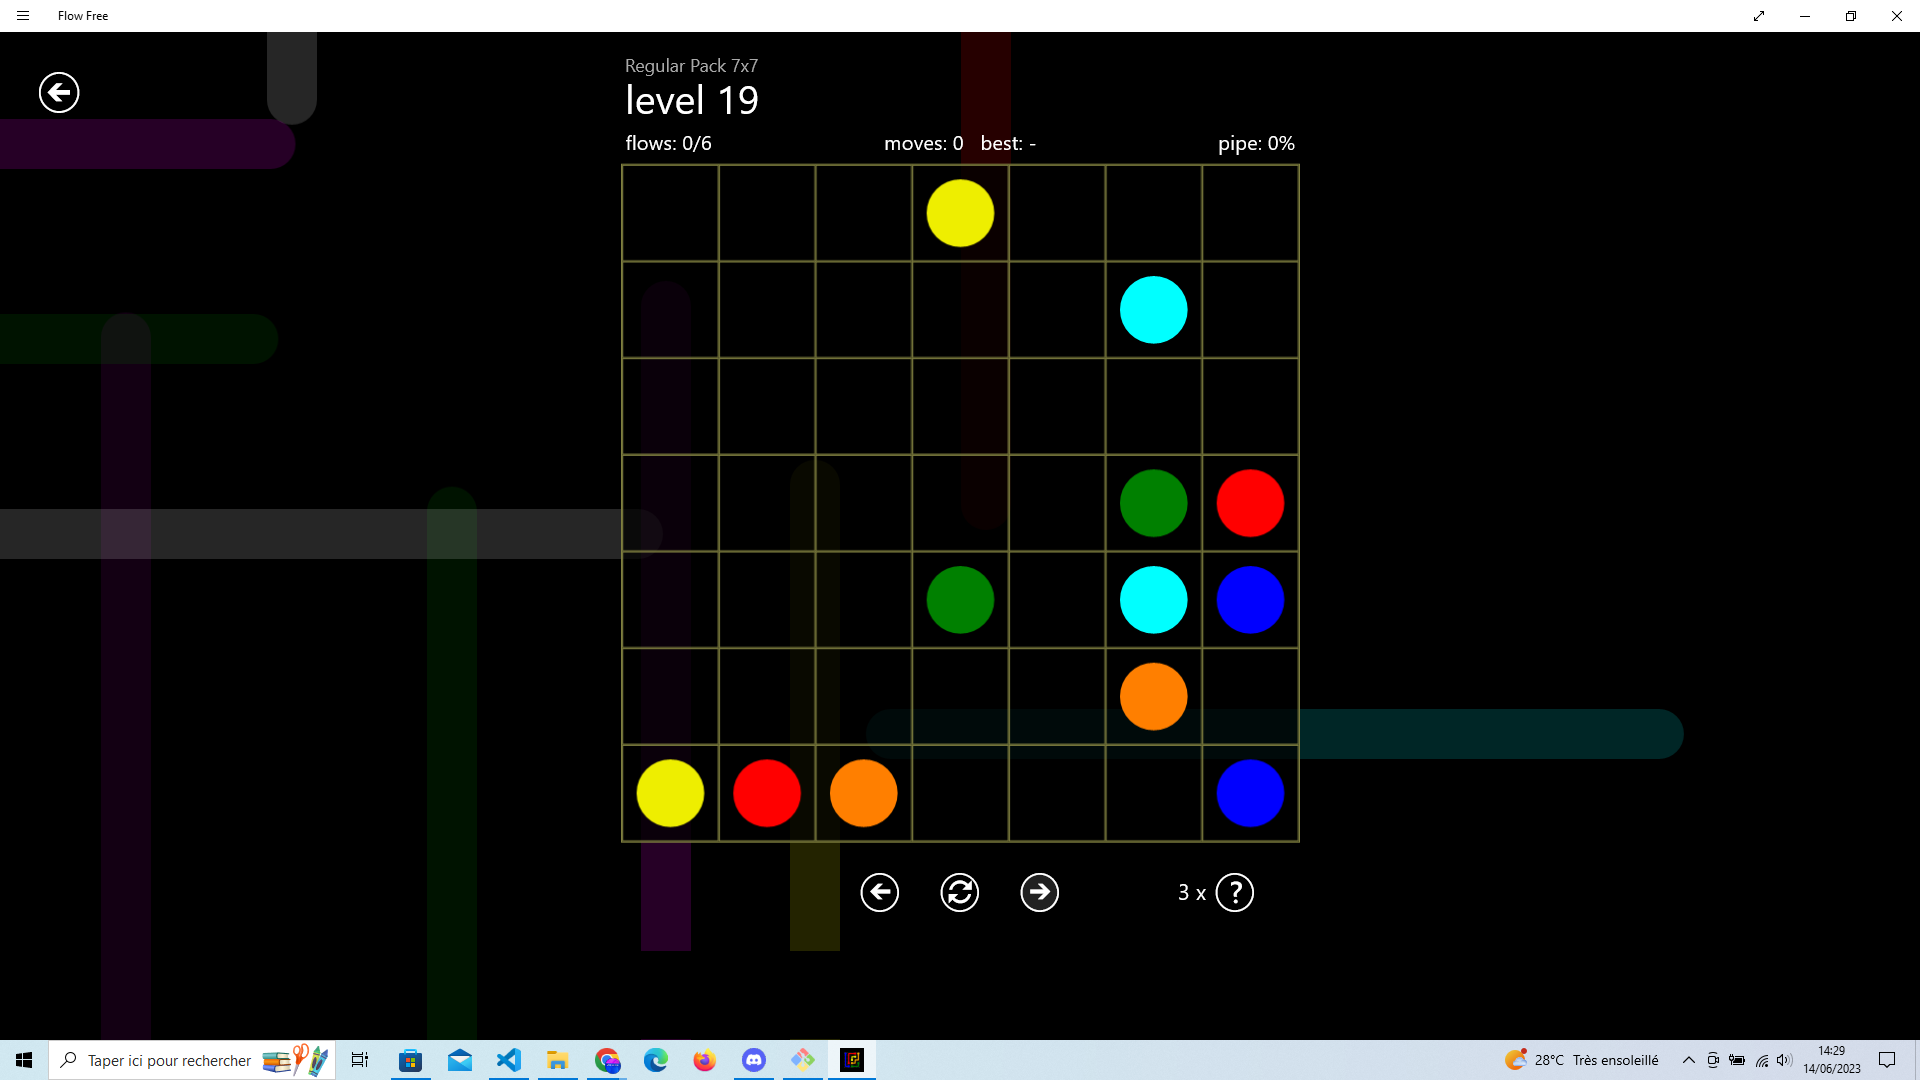 Flow Free
Regular Pack 7x7
level 19
flows: 0/6
moves: 0 best: -
pipe: 0%
3 x ?
Taper ici pour rechercher
28°C Très ensoleillé
14:29
14/06/2023